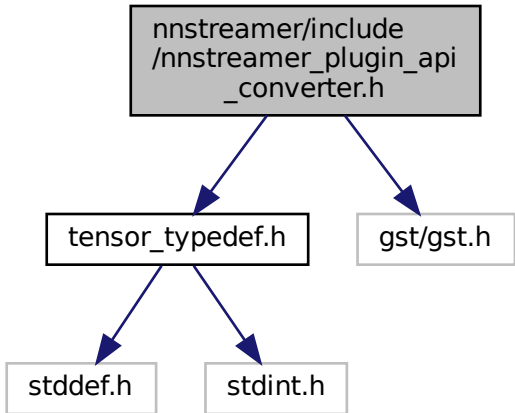 nnstreamer/include
/nnstreamer_plugin_api
_converter.h
tensor_typedef.h
gst/gst.h
stddef.h
stdint.h